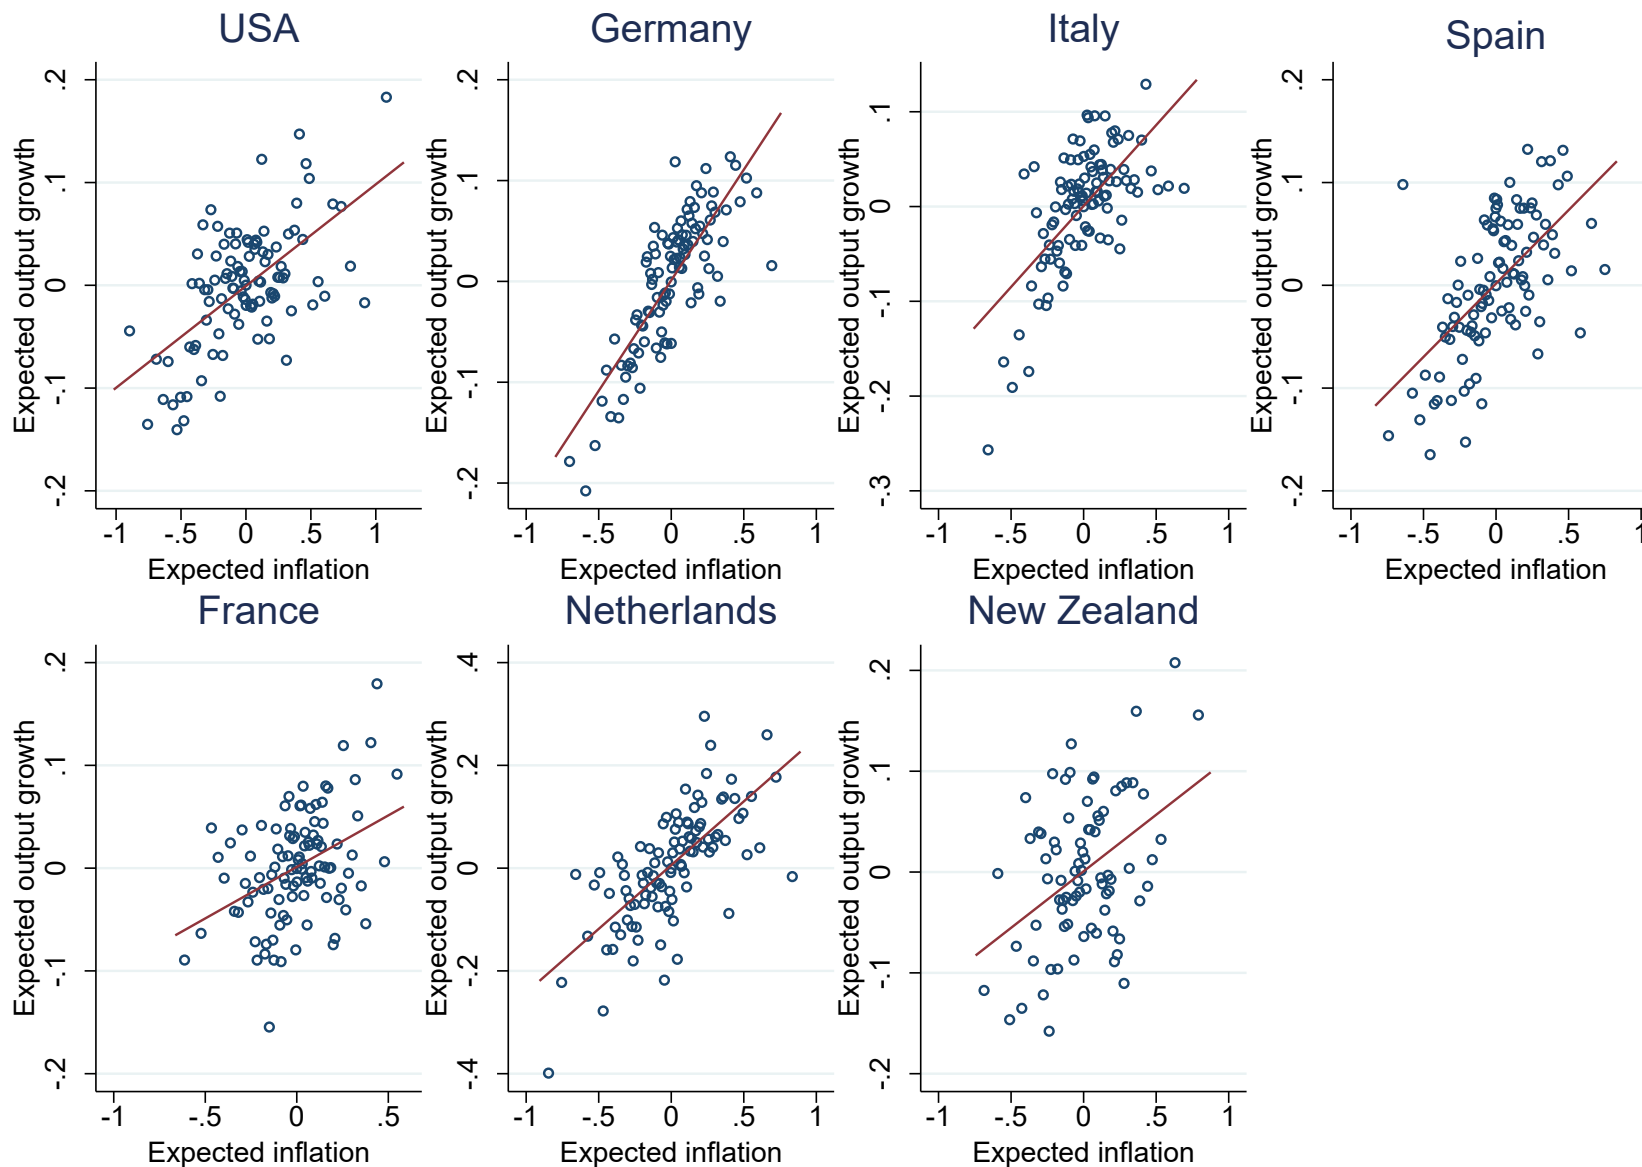 USA
Expected output growth
.2
.1
0
-.1
-.2
-1 -.5 0 .5 1
Expected inflation
Germany
Expected output growth
.2
.1
0
-.1
-.2
-1 -.5 0 .5 1
Expected inflation
Italy
Expected output growth
.1
0
-.1
-.2
-.3
-1 -.5 0 .5 1
Expected inflation
Spain
Expected output growth
.2
.1
0
-.1
-.2
-1 -.5 0 .5 1
Expected inflation
France
Expected output growth
.2
.1
0
-.1
-.2
-1 -.5 0 .5
Expected inflation
Netherlands
Expected output growth
.4
.2
0
-.2
-.4
-1 -.5 0 .5 1
Expected inflation
New Zealand
Expected output growth
.2
.1
0
-.1
-.2
-1 -.5 0 .5 1
Expected inflation